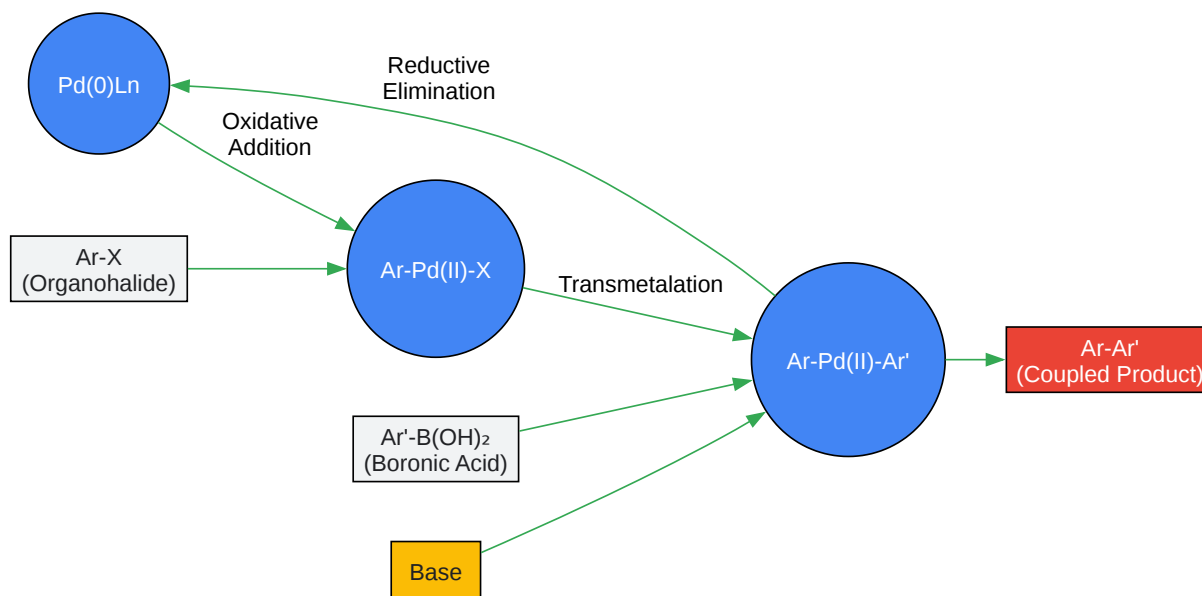 Pd(0)Ln
Reductive
Elimination
Oxidative
Addition
Ar-X
(Organohalide)
Ar-Pd(II)-X
Transmetalation
Ar-Pd(II)-Ar'
Ar-Ar'
(Coupled Product)
Ar'-B(OH)₂
(Boronic Acid)
Base